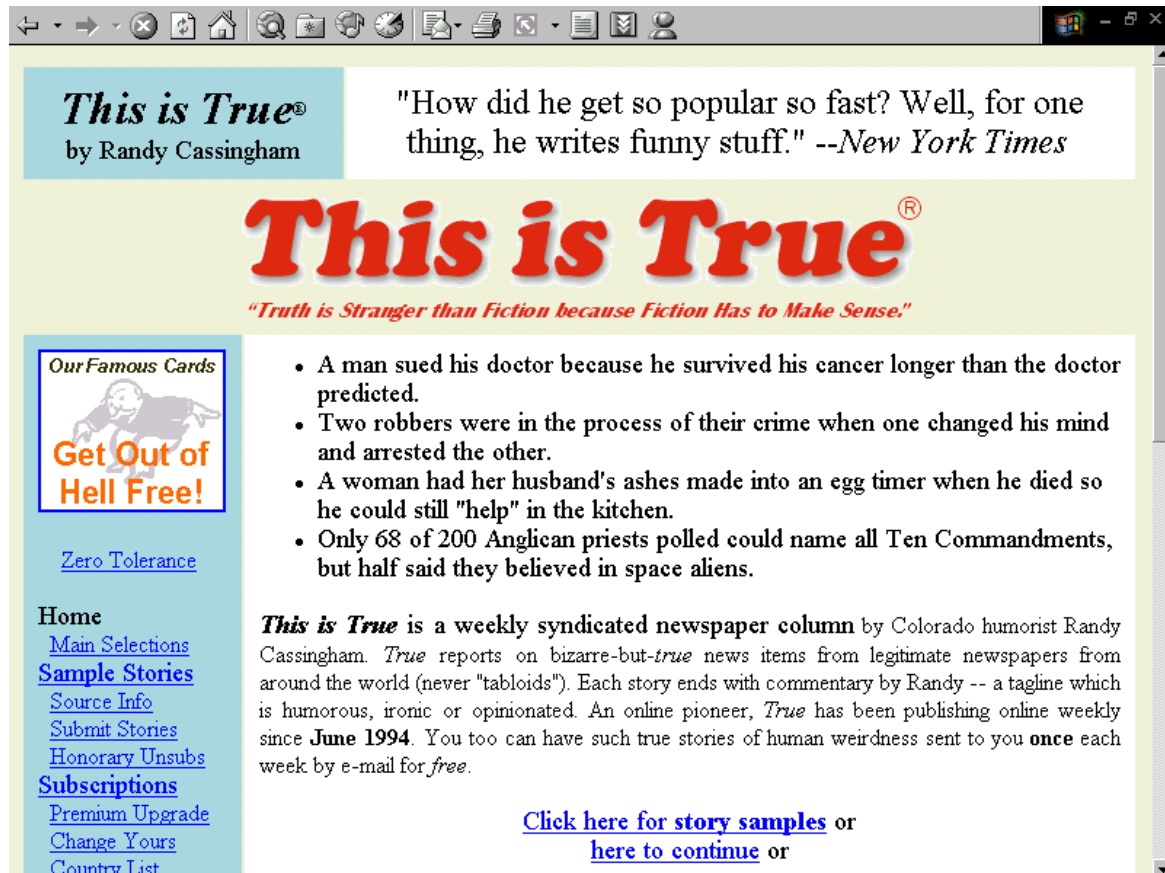 This is True®
by Randy Cassingham
"How did he get so popular so fast? Well, for one
thing, he writes funny stuff." --New York Times
This is True®
"Truth is Stranger than Fiction because Fiction Has to Make Sense."
Our Famous Cards
Get Out of
Hell Free!
Zero Tolerance
Home
Main Selections
Sample Stories
Source Info
Submit Stories
Honorary Unsubs
Subscriptions
Premium Upgrade
Change Yours
Country List
• A man sued his doctor because he survived his cancer longer than the doctor
predicted.
• Two robbers were in the process of their crime when one changed his mind
and arrested the other.
• A woman had her husband's ashes made into an egg timer when he died so
he could still "help" in the kitchen.
• Only 68 of 200 Anglican priests polled could name all Ten Commandments,
but half said they believed in space aliens.
This is True is a weekly syndicated newspaper column by Colorado humorist Randy
Cassingham. True reports on bizarre-but-true news items from legitimate newspapers from
around the world (never "tabloids"). Each story ends with commentary by Randy -- a tagline which
is humorous, ironic or opinionated. An online pioneer, True has been publishing online weekly
since June 1994. You too can have such true stories of human weirdness sent to you once each
week by e-mail for free.
Click here for story samples or
here to continue or